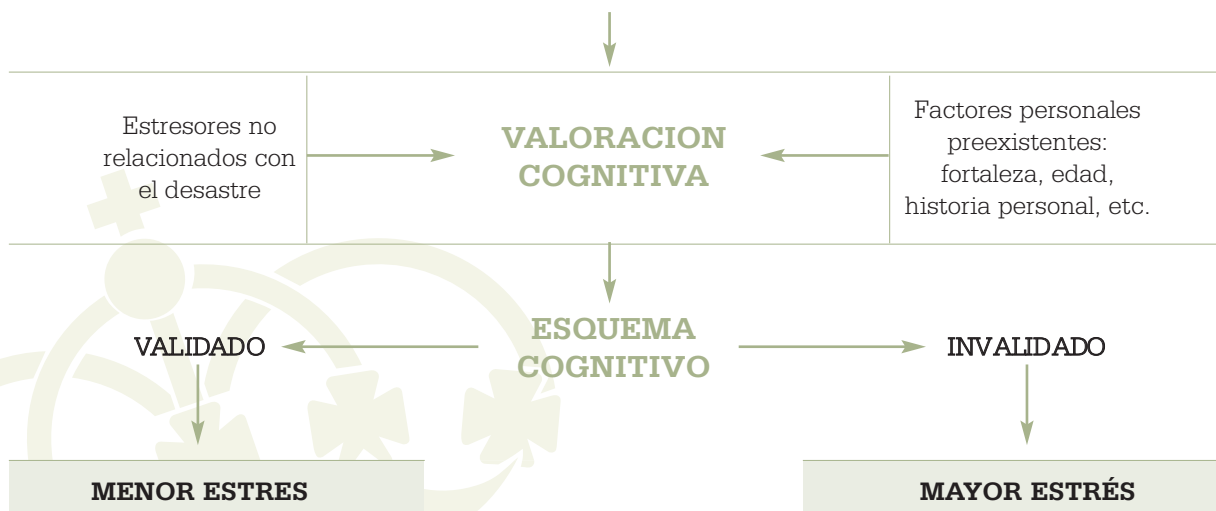 Estresores no
relacionados con
el desastre
VALORACION
COGNITIVA
Factores personales
preexistentes:
fortaleza, edad,
historia personal, etc.
ESQUEMA
COGNITIVO
VALIDADO
INVALIDADO
MENOR ESTRES
MAYOR ESTRÉS